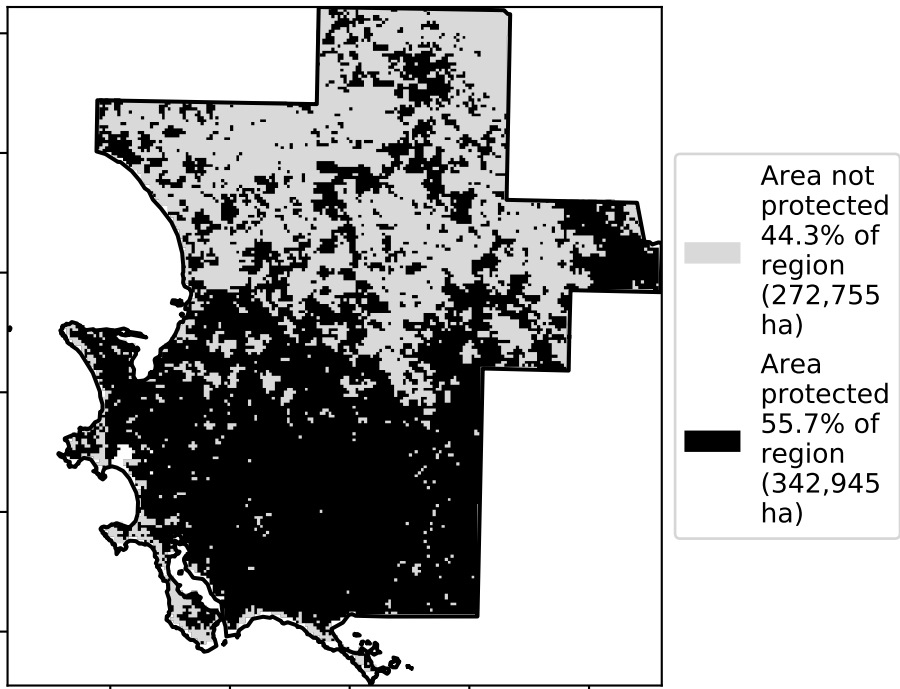 Area not
protected
44.3% of
region
(272,755
ha)
Area
protected
55.7% of
region
(342,945
ha)